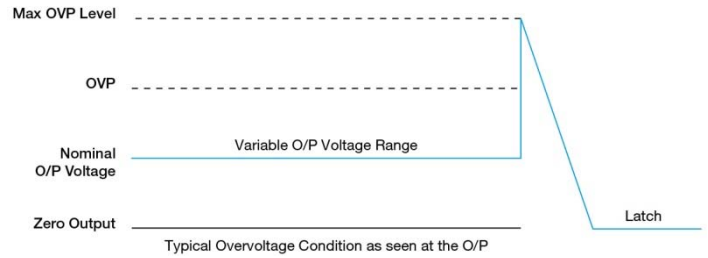 Max OVP Level
OVP
Variable O/P Voltage Range
Nominal
O/P Voltage
Zero Output
Latch
Typical Overvoltage Condition as seen at the O/P